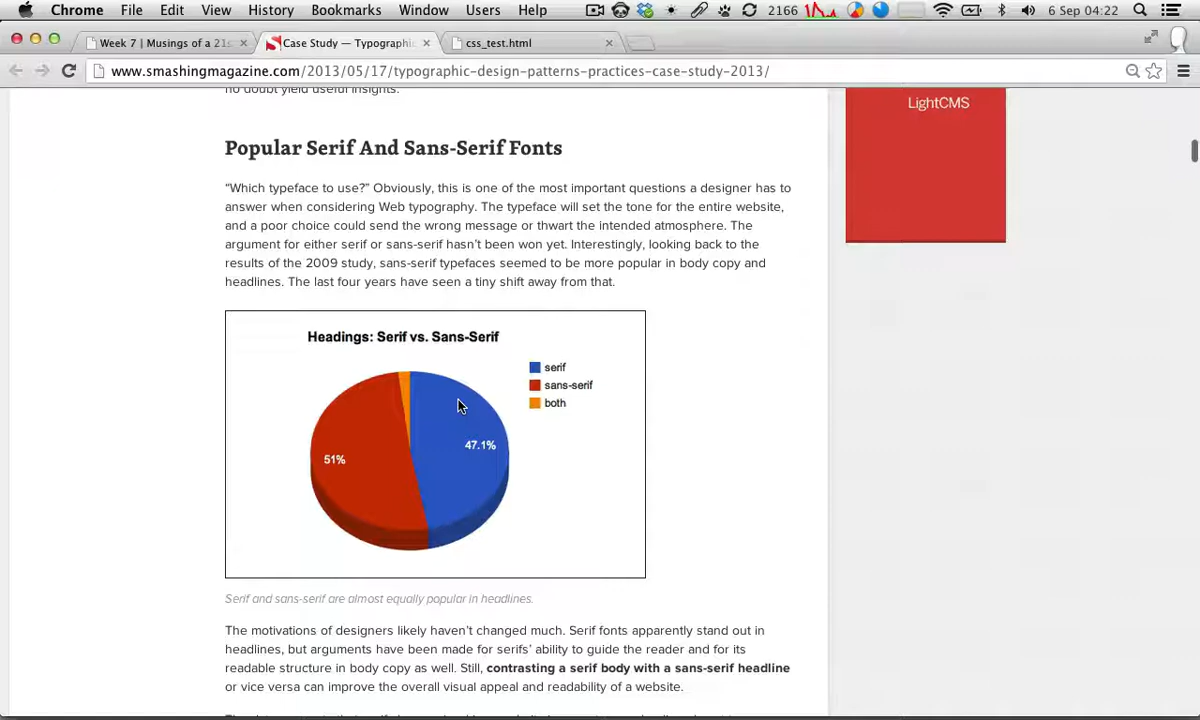 Chrome File Edit View History Bookmarks Window Users Help 2166 6 Sep 04:22
Week 7 | Musings of a 21s Case Study — Typographic css_test.html
www.smashingmagazine.com/2013/05/17/typographic-design-patterns-practices-case-study-2013/
no doubt yield useful insights.
LightCMS
Popular Serif And Sans-Serif Fonts
“Which typeface to use?” Obviously, this is one of the most important questions a designer has to
answer when considering Web typography. The typeface will set the tone for the entire website,
and a poor choice could send the wrong message or thwart the intended atmosphere. The
argument for either serif or sans-serif hasn’t been won yet. Interestingly, looking back to the
results of the 2009 study, sans-serif typefaces seemed to be more popular in body copy and
headlines. The last four years have seen a tiny shift away from that.
Headings: Serif vs. Sans-Serif
serif
sans-serif
both
47.1%
51%
Serif and sans-serif are almost equally popular in headlines.
The motivations of designers likely haven’t changed much. Serif fonts apparently stand out in
headlines, but arguments have been made for serifs’ ability to guide the reader and for its
readable structure in body copy as well. Still, contrasting a serif body with a sans-serif headline
or vice versa can improve the overall visual appeal and readability of a website.